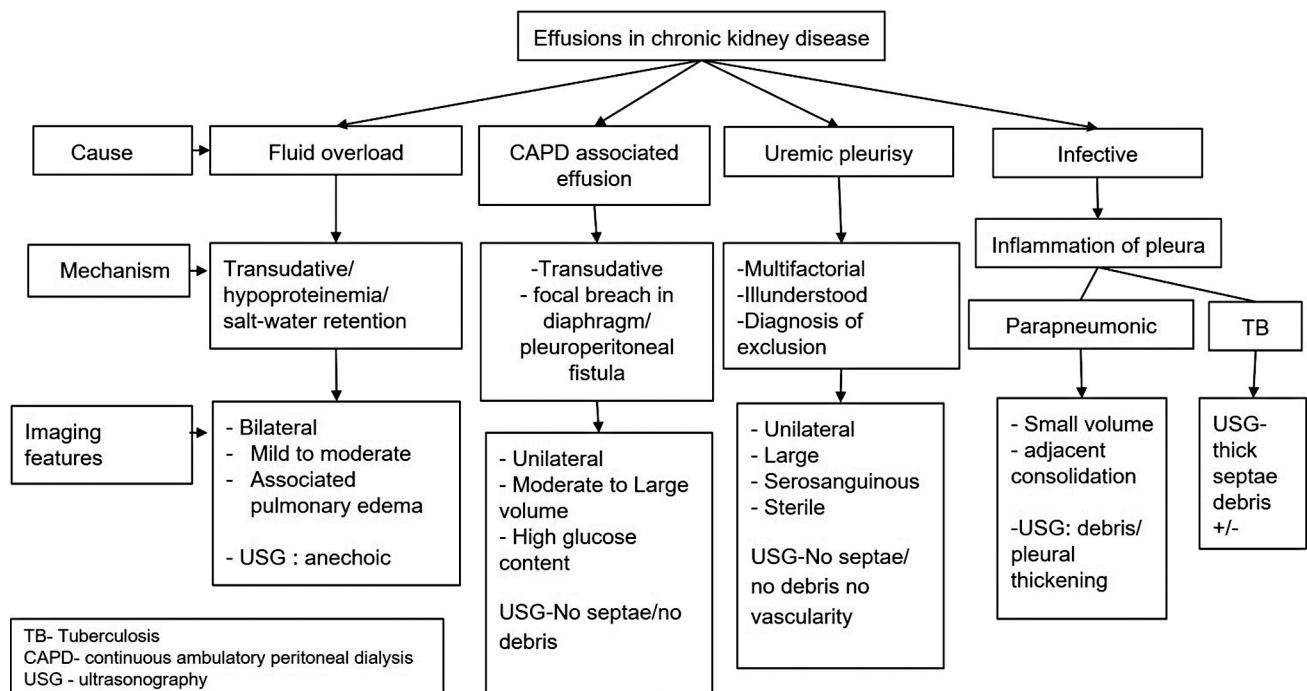 Effusions in chronic kidney disease
Cause
Fluid overload
CAPD associated
effusion
Uremic pleurisy
Infective
Mechanism
Transudative/
hypoproteinemia/
salt-water retention
-Transudative
- focal breach in
diaphragm/
pleuroperitoneal
fistula
-Multifactorial
-Illunderstood
-Diagnosis of
exclusion
Inflammation of pleura
Parapneumonic
TB
Imaging
features
- Bilateral
- Mild to moderate
- Associated
pulmonary edema
- USG : anechoic
- Unilateral
- Moderate to Large
volume
- High glucose
content
USG-No septae/no
debris
- Unilateral
- Large
- Serosanguinous
- Sterile
USG-No septae/
no debris no
vascularity
- Small volume
- adjacent
consolidation
-USG: debris/
pleural
thickening
USG-
thick
septae
debris
+/-
TB- Tuberculosis
CAPD- continuous ambulatory peritoneal dialysis
USG - ultrasonography